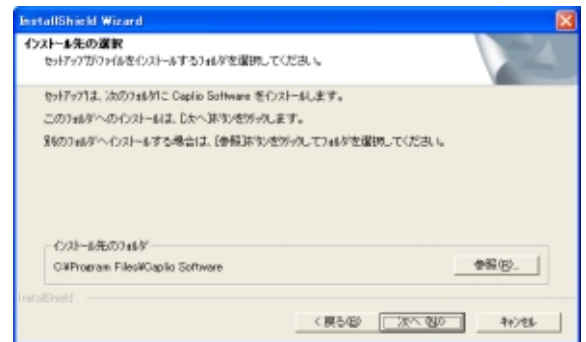 InstallShield Wizard
インストール先の選択
セットアップがファイルをインストールするフォルダを選択してください。
セットアップは、次のフォルダに Caplio Software をインストールします。
このフォルダへのインストールは、[次へ]ボタンをクリックします。
別のフォルダへインストールする場合は、[参照]ボタンをクリックしてフォルダを選択してください。
インストール先のフォルダ
C:¥Program Files¥Caplio Software
参照(R)...
InstallShield
< 戻る(B)
次へ(N) >
キャンセル